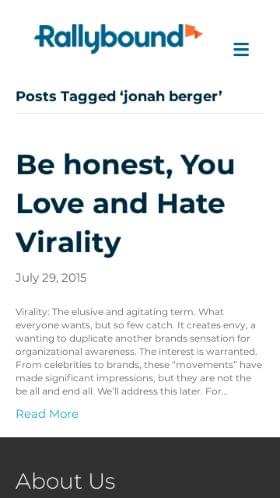 Rallybound
Posts Tagged ‘jonah berger’
Be honest, You
Love and Hate
Virality
July 29, 2015
Virality: The elusive and agitating term. What
everyone wants, but so few catch. It creates envy, a
wanting to duplicate another brands sensation for
organizational awareness. The interest is warranted.
From celebrities to brands, these “movements” have
made significant impressions, but they are not the
be all and end all. We’ll address this later. For…
Read More
About Us